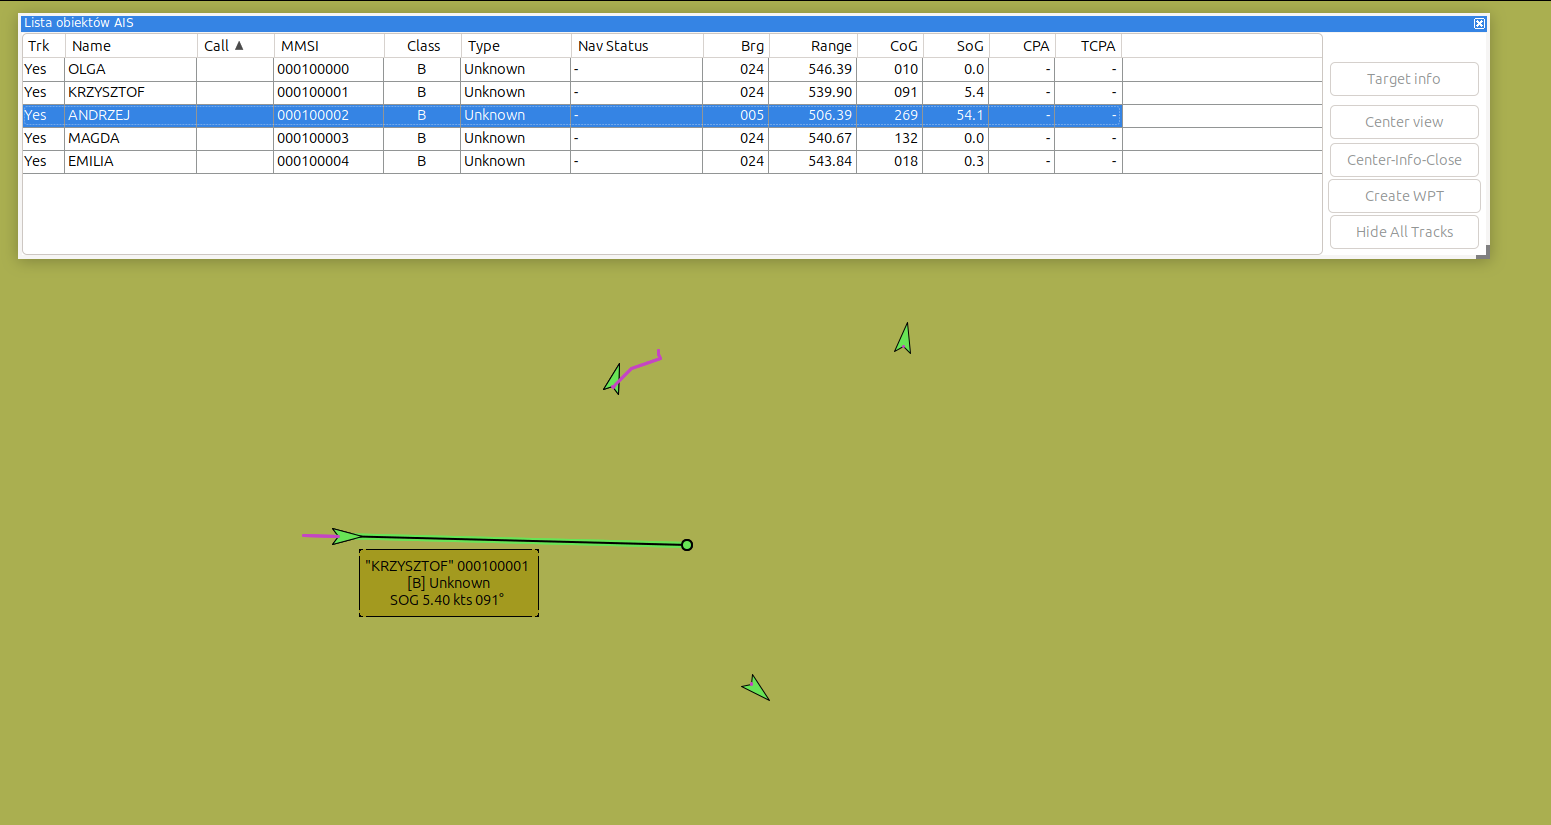 Lista obiektów AIS
Trk Name Call ▲ MMSI Class Type Nav Status Brg Range CoG SoG CPA TCPA
Yes OLGA 000100000 B Unknown - 024 546.39 010 0.0 - -
Yes KRZYSZTOF 000100001 B Unknown - 024 539.90 091 5.4 - -
Yes ANDRZEJ 000100002 B Unknown - 005 506.39 269 54.1 - -
Yes MAGDA 000100003 B Unknown - 024 540.67 132 0.0 - -
Yes EMILIA 000100004 B Unknown - 024 543.84 018 0.3 - -
Target info
Center view
Center-Info-Close
Create WPT
Hide All Tracks
"KRZYSZTOF" 000100001
[B] Unknown
SOG 5.40 kts 091°